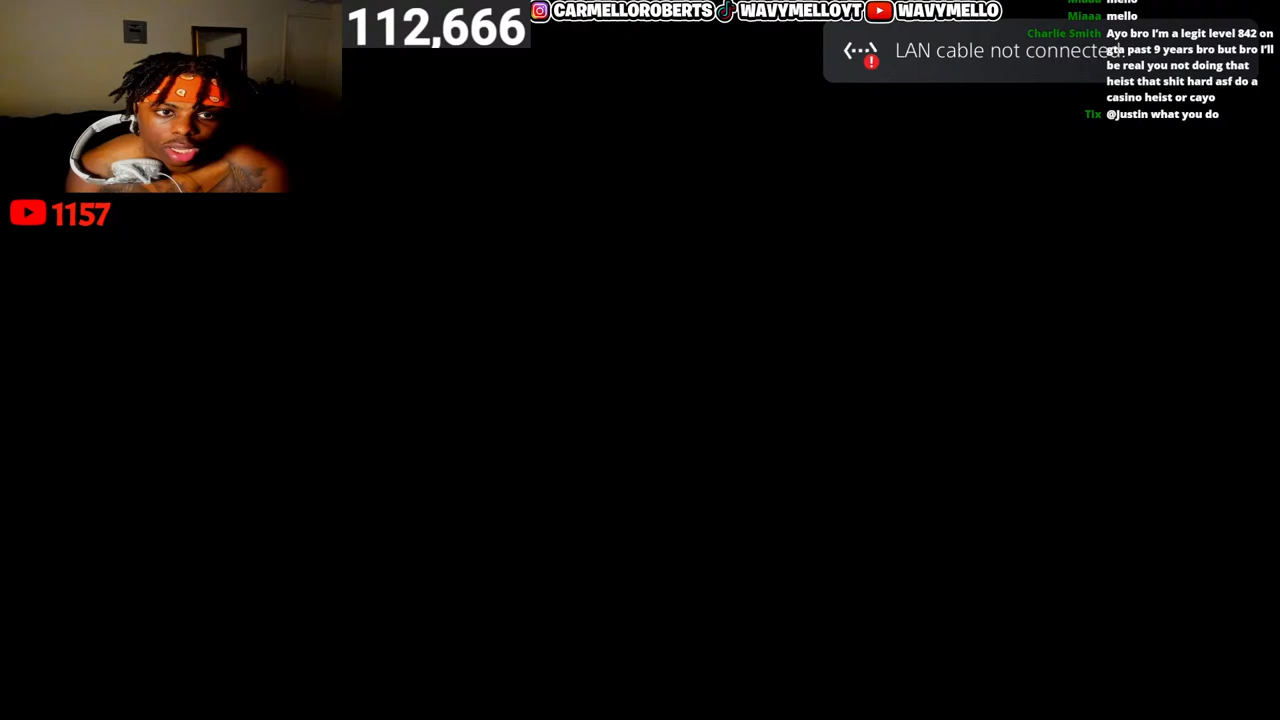 112,666
CARMELLOROBERTS WAVYMELLOYT WAVYMELLO
LAN cable not connected.
Miaaa mello
Miaaa mello
Charlie Smith Ayo bro I'm a legit level 842 on
gta past 9 years bro but bro I'll
be real you not doing that
heist that shit hard asf do a
casino heist or cayo
Tix @Justin what you do
1157